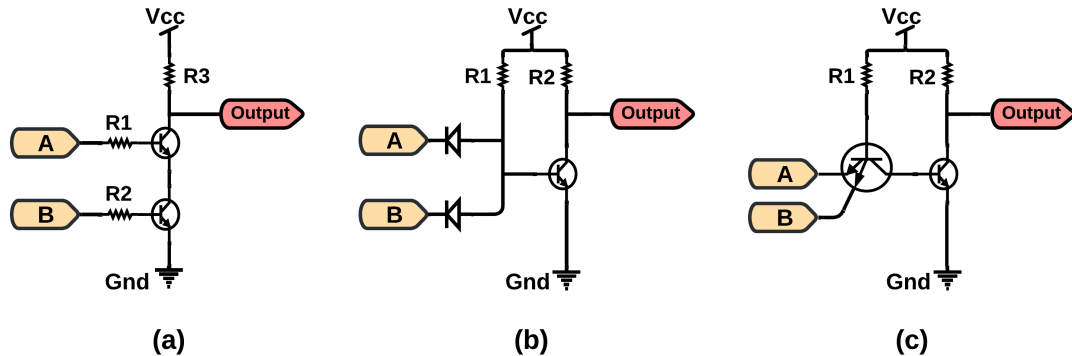 Vcc
R3
Output
R1
A
R2
B
Gnd
(a)
Vcc
R1
R2
Output
A
B
Gnd
(b)
Vcc
R1
R2
Output
A
B
Gnd
(c)